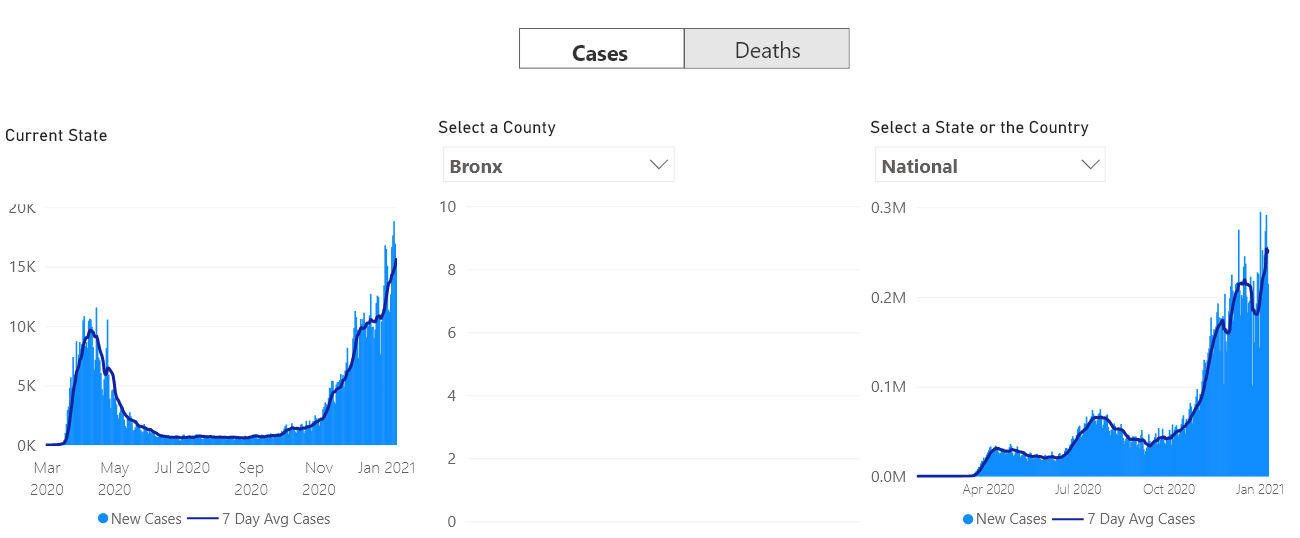 Cases
Deaths
Current State
20K
15K
10K
5K
0K
Mar 2020
May 2020
Jul 2020
Sep 2020
Nov 2020
Jan 2021
New Cases
7 Day Avg Cases
Select a County
Bronx
10
8
6
4
2
0
Select a State or the Country
National
0.3M
0.2M
0.1M
0.0M
Apr 2020
Jul 2020
Oct 2020
Jan 2021
New Cases
7 Day Avg Cases